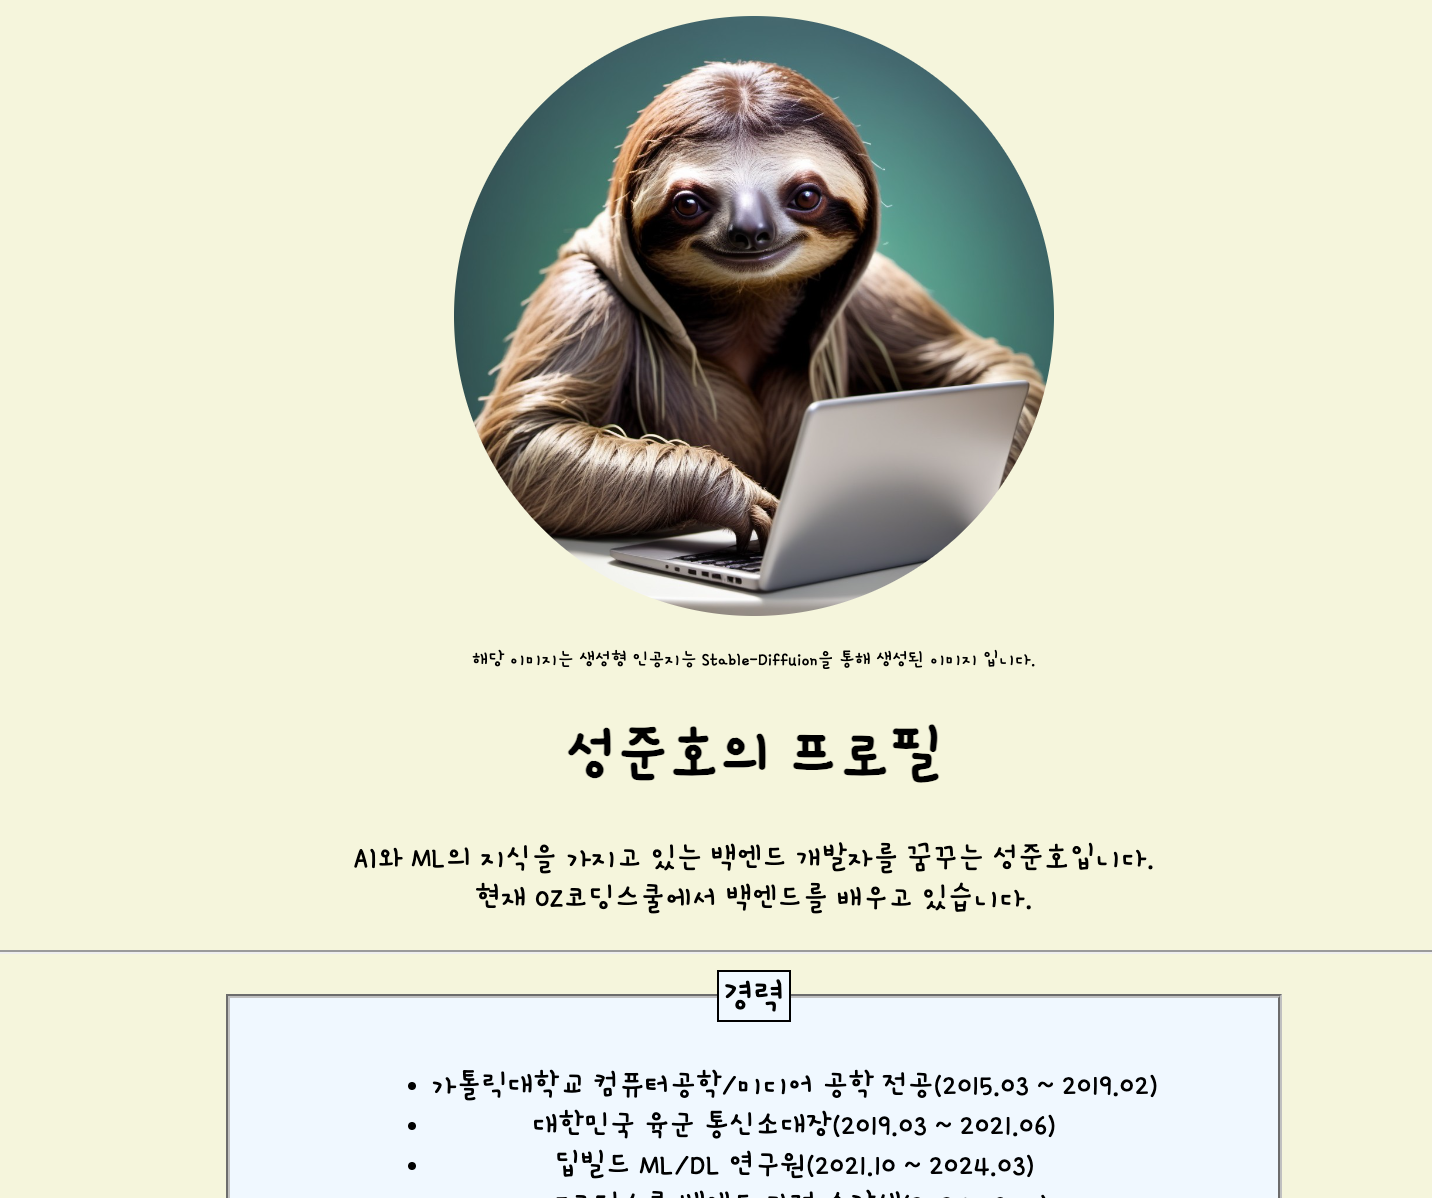 해당 이미지는 생성형 인공지능 Stable-Diffuion을 통해 생성된 이미지 입니다.
성준호의 프로필
AI와 ML의 지식을 가지고 있는 백엔드 개발자를 꿈꾸는 성준호입니다.
현재 OZ코딩스쿨에서 백엔드를 배우고 있습니다.
경력
• 가톨릭대학교 컴퓨터공학/미디어 공학 전공(2015.03 ~ 2019.02)
• 대한민국 육군 통신소대장(2019.03 ~ 2021.06)
• 딥빌드 ML/DL 연구원(2021.10 ~ 2024.03)